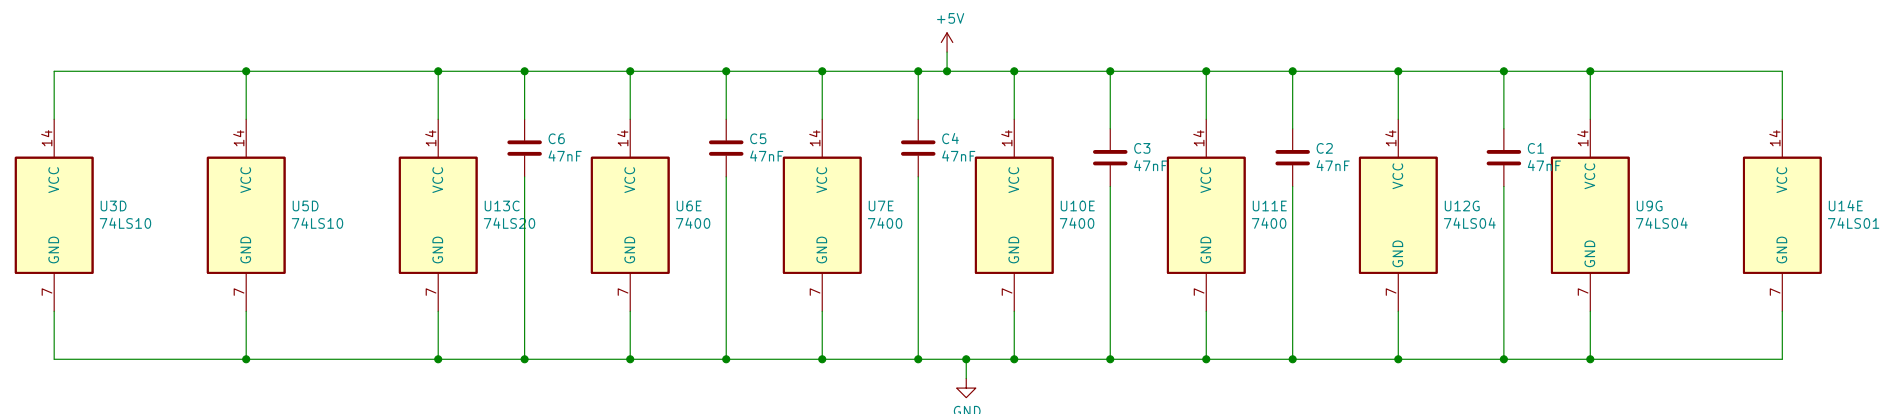 +5V
14
14
14
14
14
14
14
14
14
14
C6
47nF
C5
47nF
C4
47nF
C3
47nF
C2
47nF
C1
47nF
VCC
VCC
VCC
VCC
VCC
VCC
VCC
VCC
VCC
VCC
U3D
74LS10
U5D
74LS10
U13C
74LS20
U6E
7400
U7E
7400
U10E
7400
U11E
7400
U12G
74LS04
U9G
74LS04
U14E
74LS01
GND
GND
GND
GND
GND
GND
GND
GND
GND
GND
7
7
7
7
7
7
7
7
7
7
GND